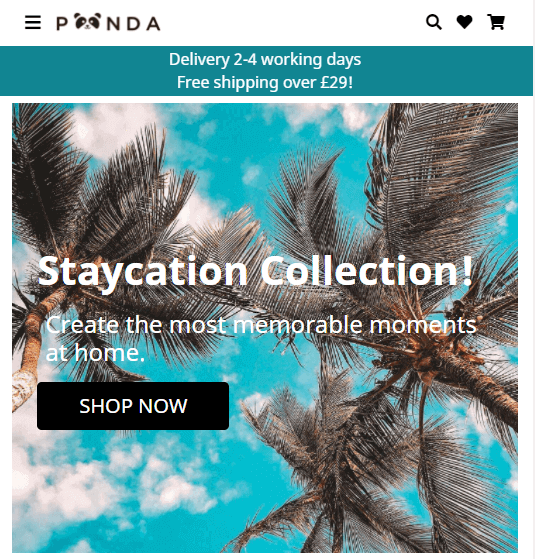 PANDA
Delivery 2-4 working days
Free shipping over £29!
Staycation Collection!
Create the most memorable moments
at home.
SHOP NOW